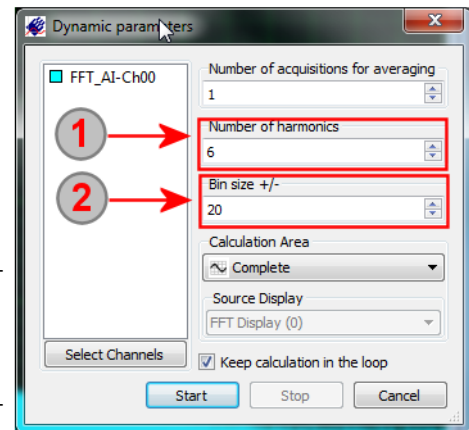 Dynamic parameters
FFT_AI-Ch00
Number of acquisitions for averaging
1
1
Number of harmonics
6
2
Bin size +/-
20
Calculation Area
Complete
Source Display
FFT Display (0)
Select Channels
Keep calculation in the loop
Start
Stop
Cancel